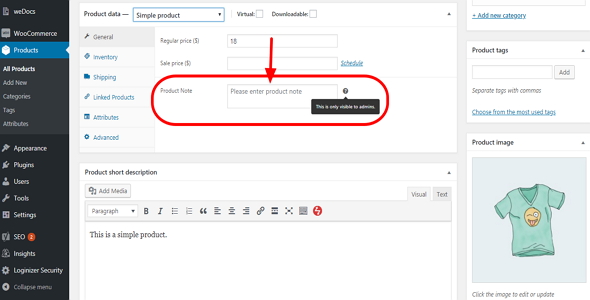 weDocs
WooCommerce
Products
All Products
Add New
Categories
Tags
Attributes
Appearance
Plugins
Users
Tools
Settings
SEO 2
Insights
Loginizer Security
Collapse menu
Product data — Simple product Virtual: Downloadable:
General
Inventory
Shipping
Linked Products
Attributes
Advanced
Regular price ($) 18
Sale price ($) Schedule
Product Note Please enter product note
This is only visible to admins.
Product short description
Add Media
Visual Text
Paragraph B I
This is a simple product.
+ Add new category
Product tags
Add
Separate tags with commas
Choose from the most used tags
Product image
Click the image to edit or update